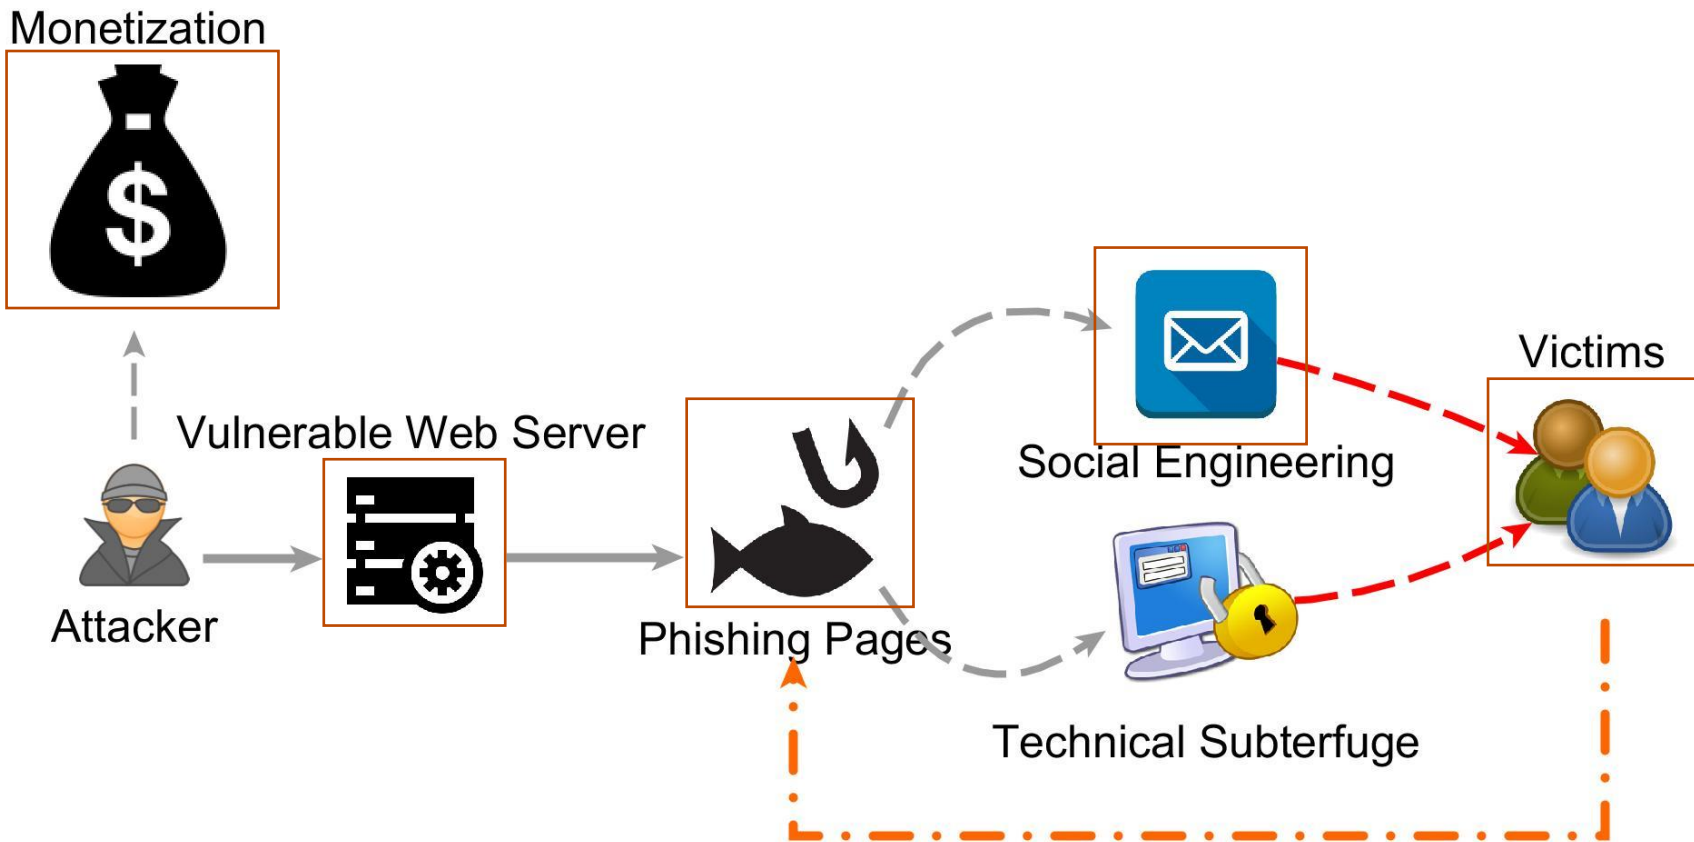 Monetization
$
Victims
Vulnerable Web Server
Social Engineering
Attacker
Phishing Pages
Technical Subterfuge